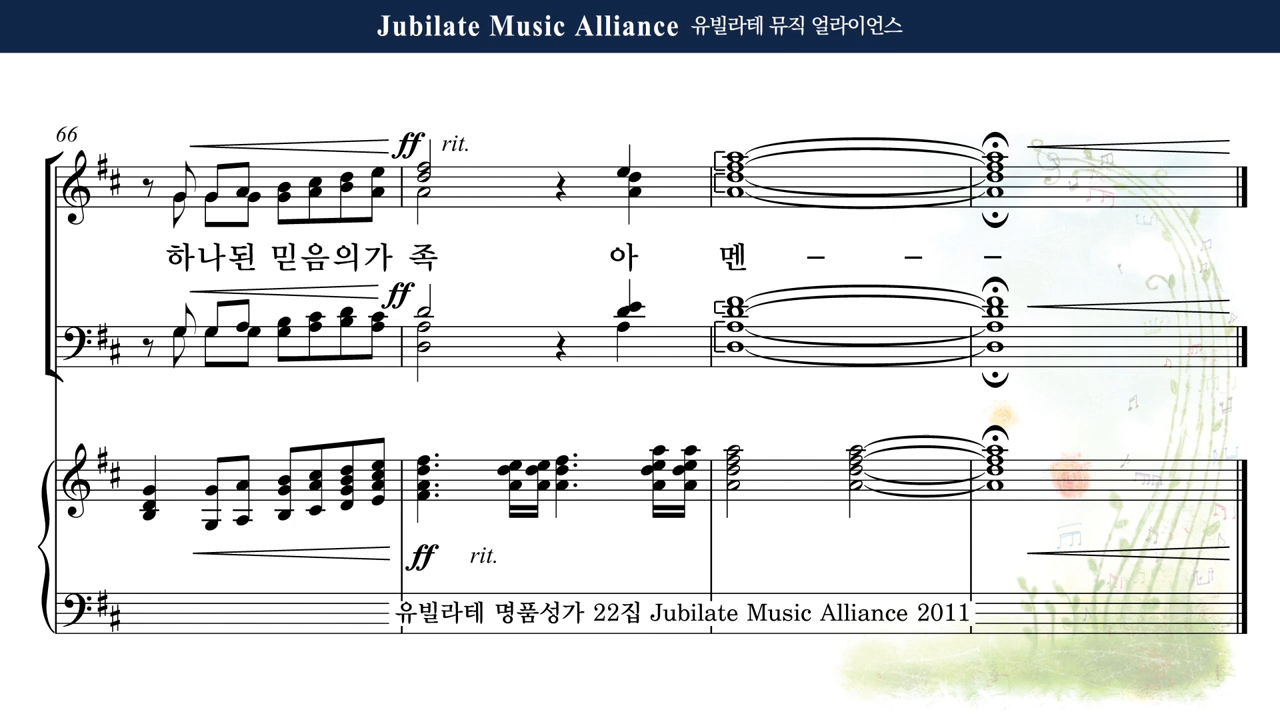 Jubilate Music Alliance 유빌라테 뮤직 얼라이언스
66
ff rit.
하나된 믿음의가 족 아 멘 – – –
ff
ff rit.
유빌라테 명품성가 22집 Jubilate Music Alliance 2011